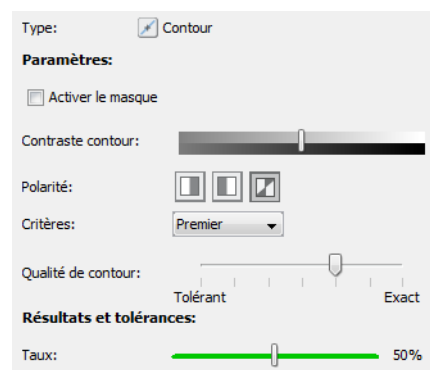 Type: Contour
Paramètres:
Activer le masque
Contraste contour:
Polarité:
Critères: Premier
Qualité de contour:
Tolérant Exact
Résultats et tolérances:
Taux: 50%